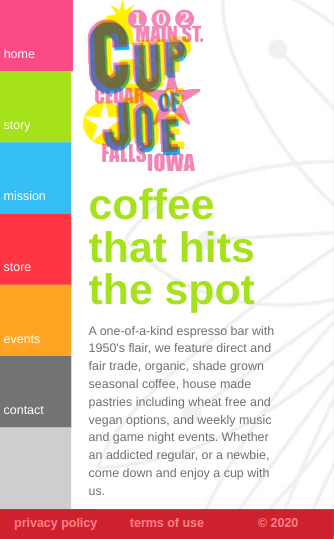 home
story
mission
store
events
contact
102
MAIN ST.
CUP
CEDAR OF
JOE
FALLS IOWA
coffee
that hits
the spot
A one-of-a-kind espresso bar with
1950's flair, we feature direct and
fair trade, organic, shade grown
seasonal coffee, house made
pastries including wheat free and
vegan options, and weekly music
and game night events. Whether
an addicted regular, or a newbie,
come down and enjoy a cup with
us.
privacy policy terms of use © 2020